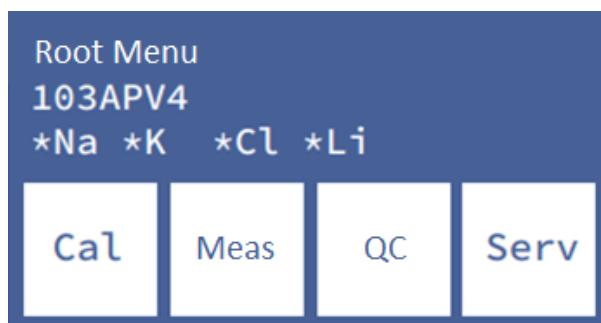 Root Menu
103APV4
*Na *K  *Cl *Li
Cal Meas QC Serv